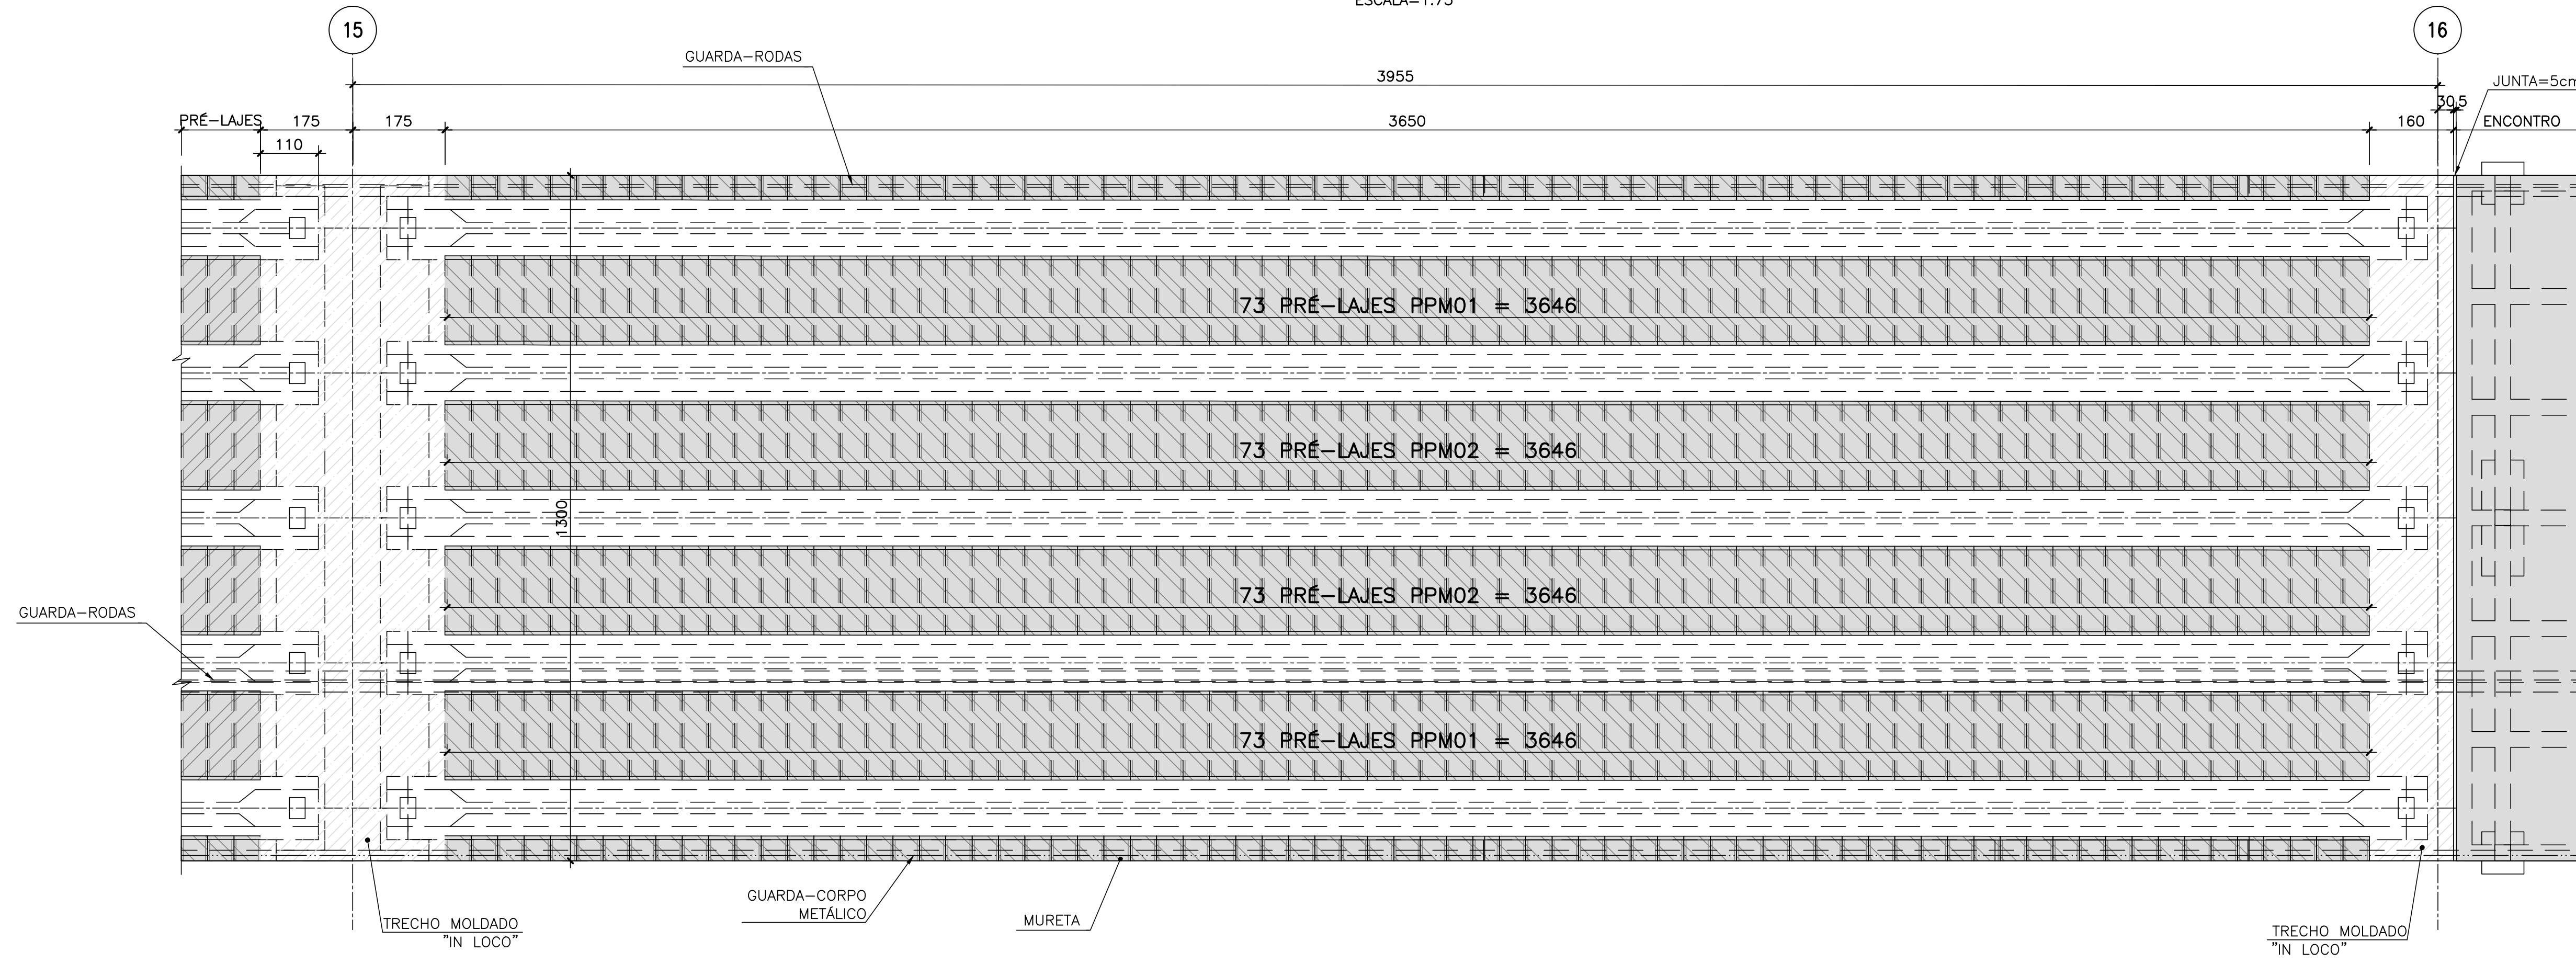 ESCALA=1:75
15
16
GUARDA-RODAS
3955
JUNTA=5cm
30
5
PRÉ-LAJES
175
175
3650
160
ENCONTRO
110
73 PRÉ-LAJES PPM01 = 3646
73 PRÉ-LAJES PPM02 = 3646
1300
73 PRÉ-LAJES PPM02 = 3646
GUARDA-RODAS
73 PRÉ-LAJES PPM01 = 3646
GUARDA-CORPO
METÁLICO
MURETA
TRECHO MOLDADO
"IN LOCO"
TRECHO MOLDADO
"IN LOCO"